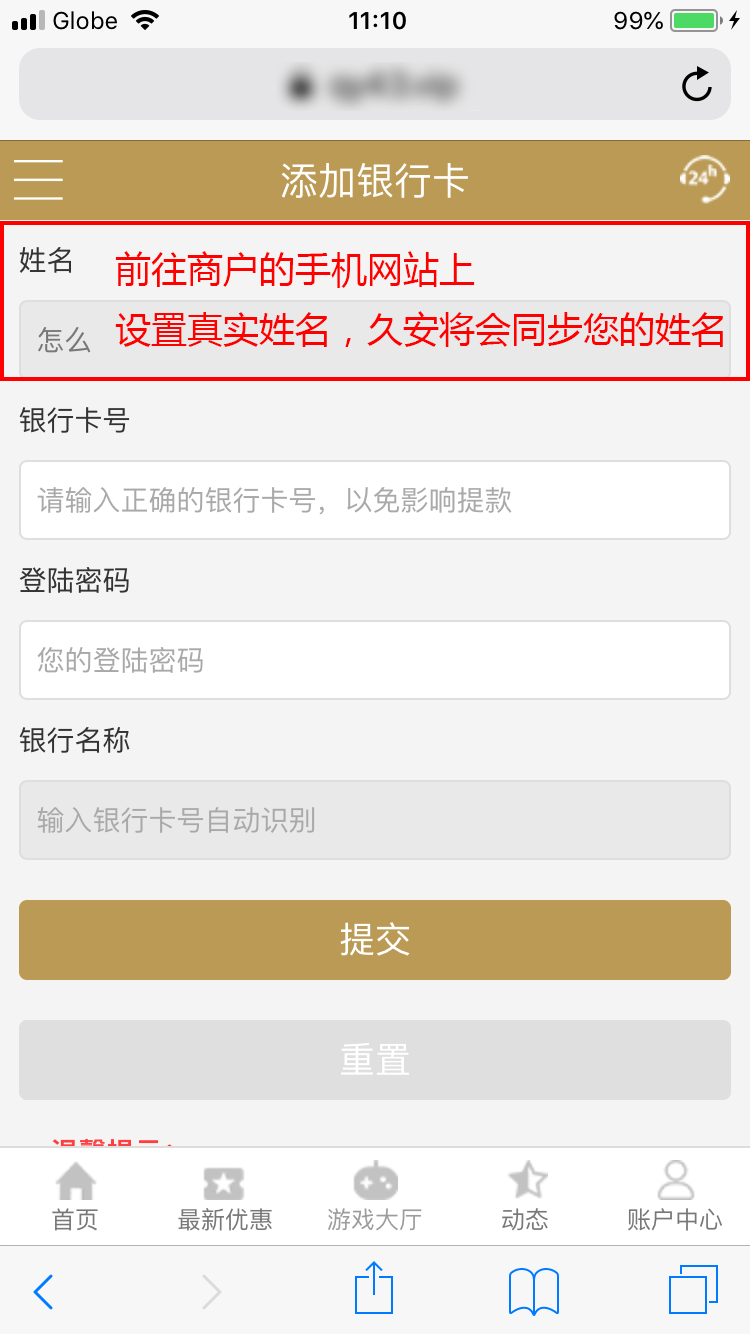 Globe
11:10
99%
添加银行卡
24h
姓名
前往商户的手机网站上
怎么
设置真实姓名，久安将会同步您的姓名
银行卡号
请输入正确的银行卡号，以免影响提款
登陆密码
您的登陆密码
银行名称
输入银行卡号自动识别
提交
重置
首页
最新优惠
游戏大厅
动态
账户中心